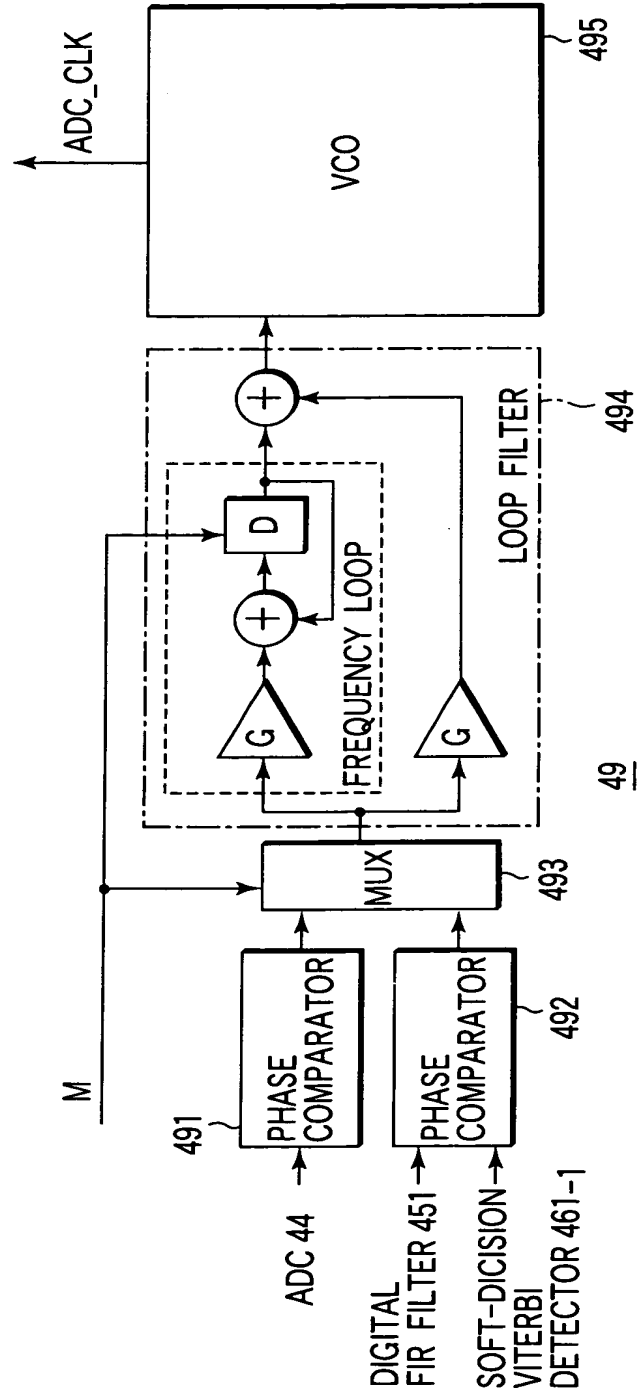 M
ADC 44
PHASE
COMPARATOR
491
DIGITAL
FIR FILTER 451
SOFT-DICISION
VITERBI
DETECTOR 461-1
PHASE
COMPARATOR
492
MUX
493
G
+
D
FREQUENCY LOOP
G
+
LOOP FILTER
494
VCO
ADC_CLK
495
49